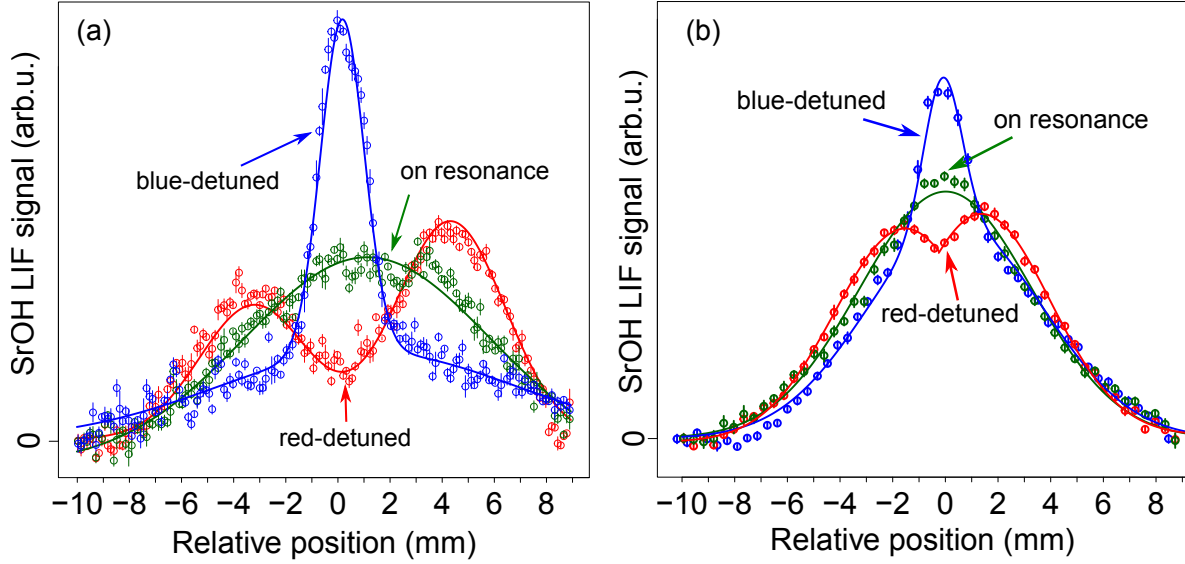 (a)
SrOH LIF signal (arb.u.)
blue-detuned
on resonance
red-detuned
0
−10 −8 −6 −4 −2 0 2 4 6 8
Relative position (mm)
(b)
SrOH LIF signal (arb.u.)
blue-detuned
on resonance
red-detuned
0
−10 −8 −6 −4 −2 0 2 4 6 8
Relative position (mm)